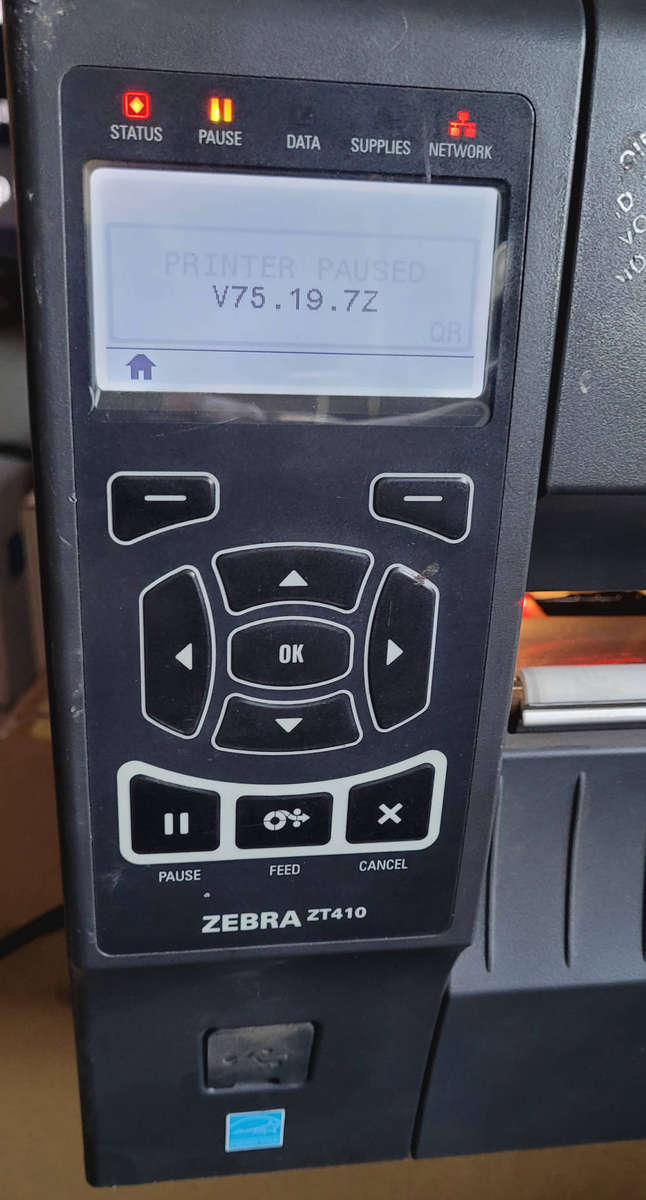 STATUS PAUSE DATA SUPPLIES NETWORK
PRINTER PAUSED
V75.19.7Z
QR
OK
PAUSE FEED CANCEL
ZEBRA ZT410